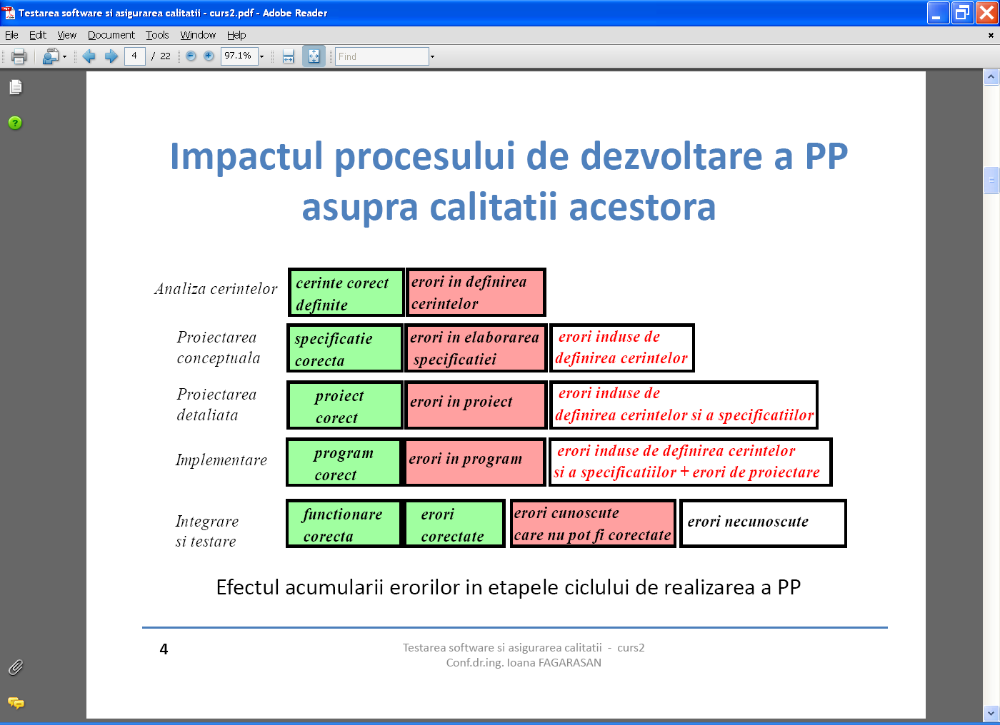 Testarea software si asigurarea calitatii - curs2.pdf - Adobe Reader
File Edit View Document Tools Window Help
4 / 22 97.1% Find
Impactul procesului de dezvoltare a PP
asupra calitatii acestora
Analiza cerintelor
cerinte corect
definite
erori in definirea
cerintelor
Proiectarea
conceptuala
specificatie
corecta
erori in elaborarea
specificatiei
erori induse de
definirea cerintelor
Proiectarea
detaliata
proiect
corect
erori in proiect
erori induse de
definirea cerintelor si a specificatiilor
Implementare
program
corect
erori in program
erori induse de definirea cerintelor
si a specificatiilor + erori de proiectare
Integrare
si testare
functionare
corecta
erori
corectate
erori cunoscute
care nu pot fi corectate
erori necunoscute
Efectul acumularii erorilor in etapele ciclului de realizarea a PP
4
Testarea software si asigurarea calitatii - curs2
Conf.dr.ing. Ioana FAGARASAN